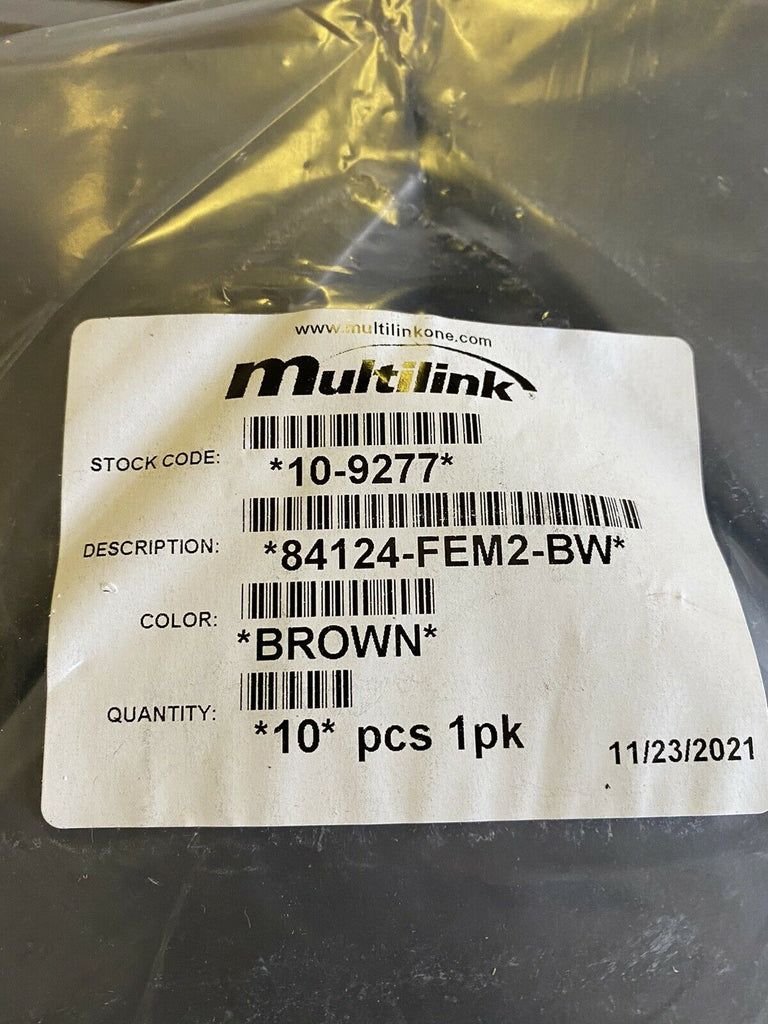 www.multilinkone.com
multilink®
STOCK CODE: *10-9277*
DESCRIPTION: *84124-FEM2-BW*
COLOR: *BROWN*
QUANTITY: *10* pcs 1pk
11/23/2021